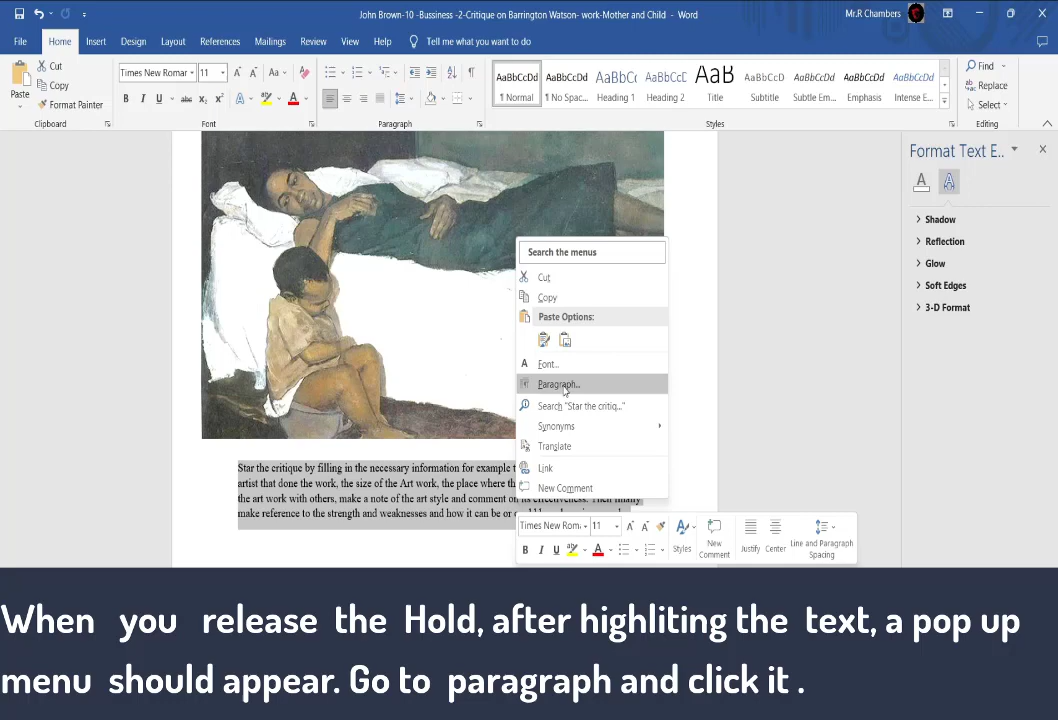 John Brown-10 -Bussiness -2-Critique on Barrington Watson- work-Mother and Child - Word
Mr.R Chambers
File Home Insert Design Layout References Mailings Review View Help Tell me what you want to do
Paste
Cut
Copy
Format Painter
Clipboard
Times New Roman 11
Font
Paragraph
AaBbCcDd AaBbCcDd AaBbCc AaBbCcC AaB AaBbCcD AaBbCcDd AaBbCcDd AaBbCcDd
¶ Normal ¶ No Spac... Heading 1 Heading 2 Title Subtitle Subtle Em... Emphasis Intense E...
Styles
Find
Replace
Select
Editing
Format Text E..
Shadow
Reflection
Glow
Soft Edges
3-D Format
Search the menus
Cut
Copy
Paste Options:
Font...
Paragraph...
Search "Star the critiq..."
Synonyms
Translate
Link
New Comment
Star the critique by filling in the necessary information for example
artist that done the work, the size of the Art work, the place where
the art work with others, make a note of the art style and comment on its effectiveness. Then finally
make reference to the strength and weaknesses and how it can be or
Times New Rom 11
Styles
New Comment
Justify
Center
Line and Paragraph Spacing
When you release the Hold, after highliting the text, a pop up
menu should appear. Go to paragraph and click it .